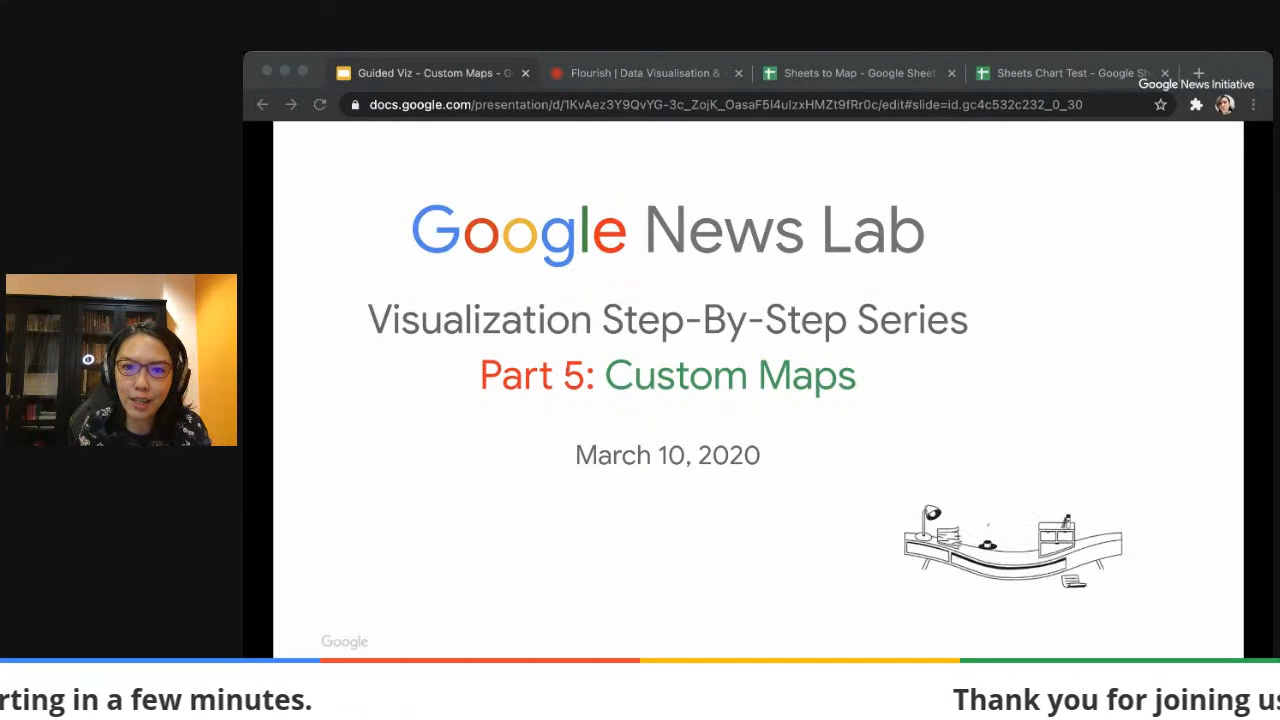 Guided Viz - Custom Maps - G
Flourish | Data Visualisation &
Sheets to Map - Google Sheet
Sheets Chart Test - Google Sh
Google News Initiative
docs.google.com/presentation/d/1KvAez3Y9QvYG-3c_ZojK_OasaF5I4ulzxHMZt9fRr0c/edit#slide=id.gc4c532c232_0_30
Google News Lab
Visualization Step-By-Step Series
Part 5: Custom Maps
March 10, 2020
Google
rting in a few minutes.
Thank you for joining us